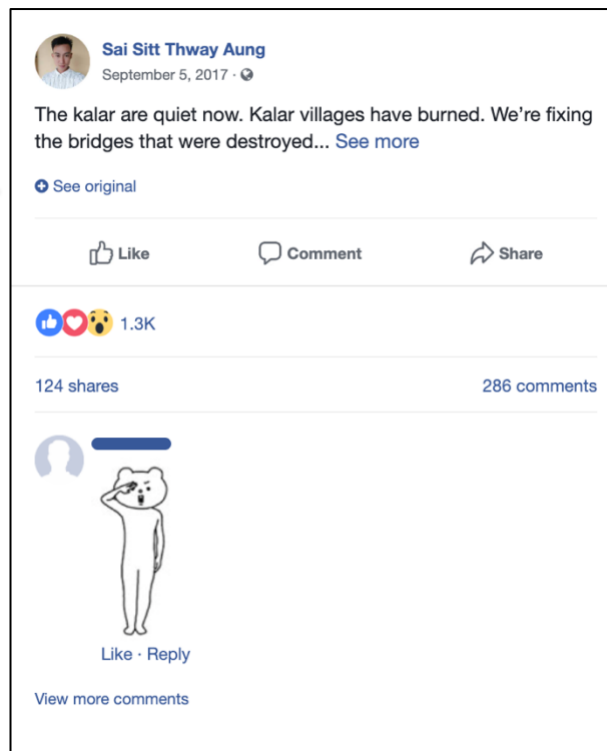 Sai Sitt Thway Aung
September 5, 2017 ·
The kalar are quiet now. Kalar villages have burned. We’re fixing
the bridges that were destroyed... See more
See original
Like Comment Share
1.3K
124 shares 286 comments
Like · Reply
View more comments